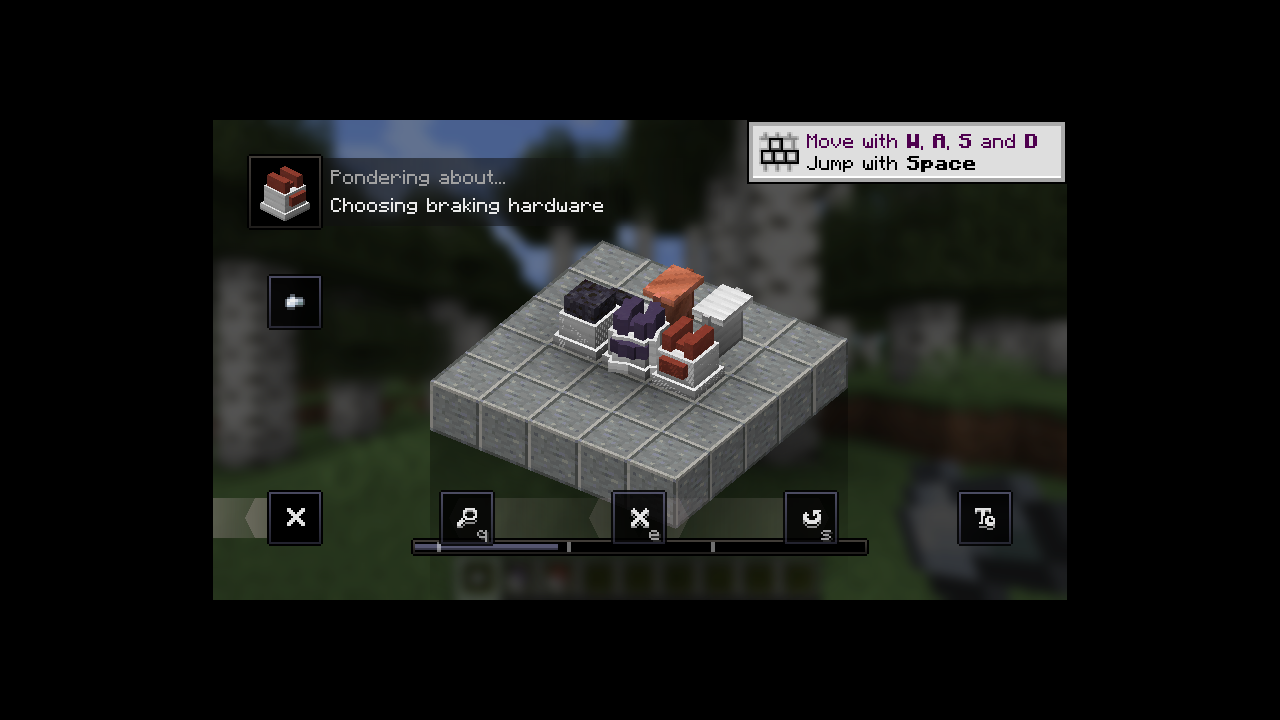 Move with W, A, S and D
Jump with Space
Pondering about...
Choosing braking hardware
q
e
s